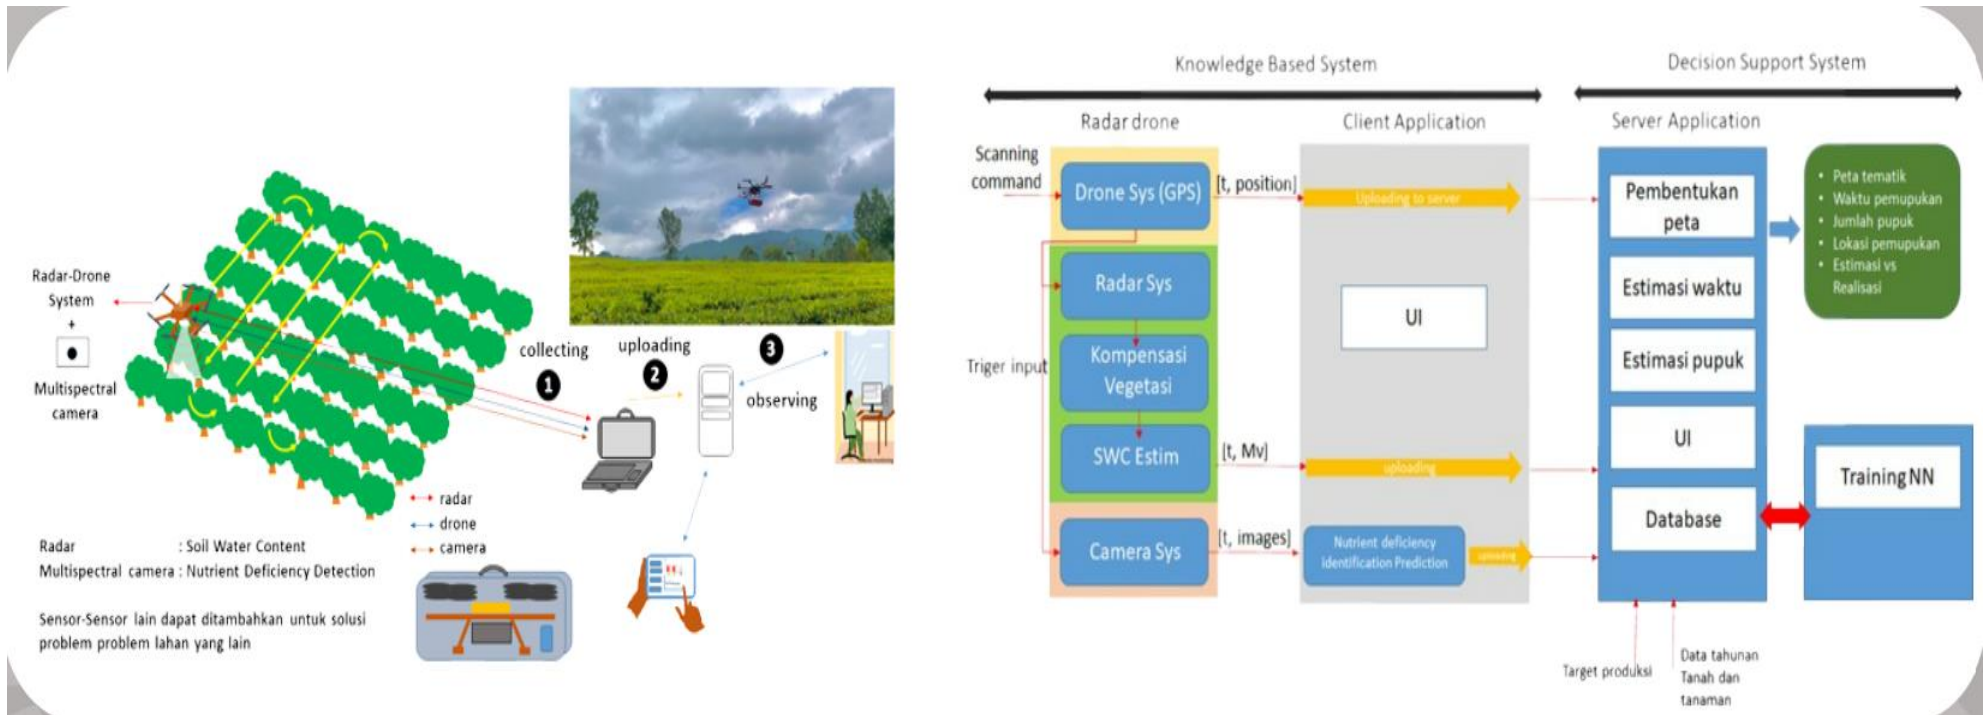 Radar-Drone
System
+
Multispectral
camera
collecting
1
uploading
2
3
observing
radar
drone
camera
Radar : Soil Water Content
Multispectral camera : Nutrient Deficiency Detection
Sensor-Sensor lain dapat ditambahkan untuk solusi
problem problem lahan yang lain
Knowledge Based System
Decision Support System
Radar drone
Client Application
Server Application
Scanning
command
Drone Sys (GPS)
[t, position]
Uploading to server
Radar Sys
Triger input
Kompensasi
Vegetasi
SWC Estim
[t, Mv]
uploading
Camera Sys
[t, images]
Nutrient deficiency
identification Prediction
uploading
UI
Pembentukan
peta
Estimasi waktu
Estimasi pupuk
UI
Database
• Peta tematik
• Waktu pemupukan
• Jumlah pupuk
• Lokasi pemupukan
• Estimasi vs
Realisasi
Training NN
Target produksi
Data tahunan
Tanah dan
tanaman